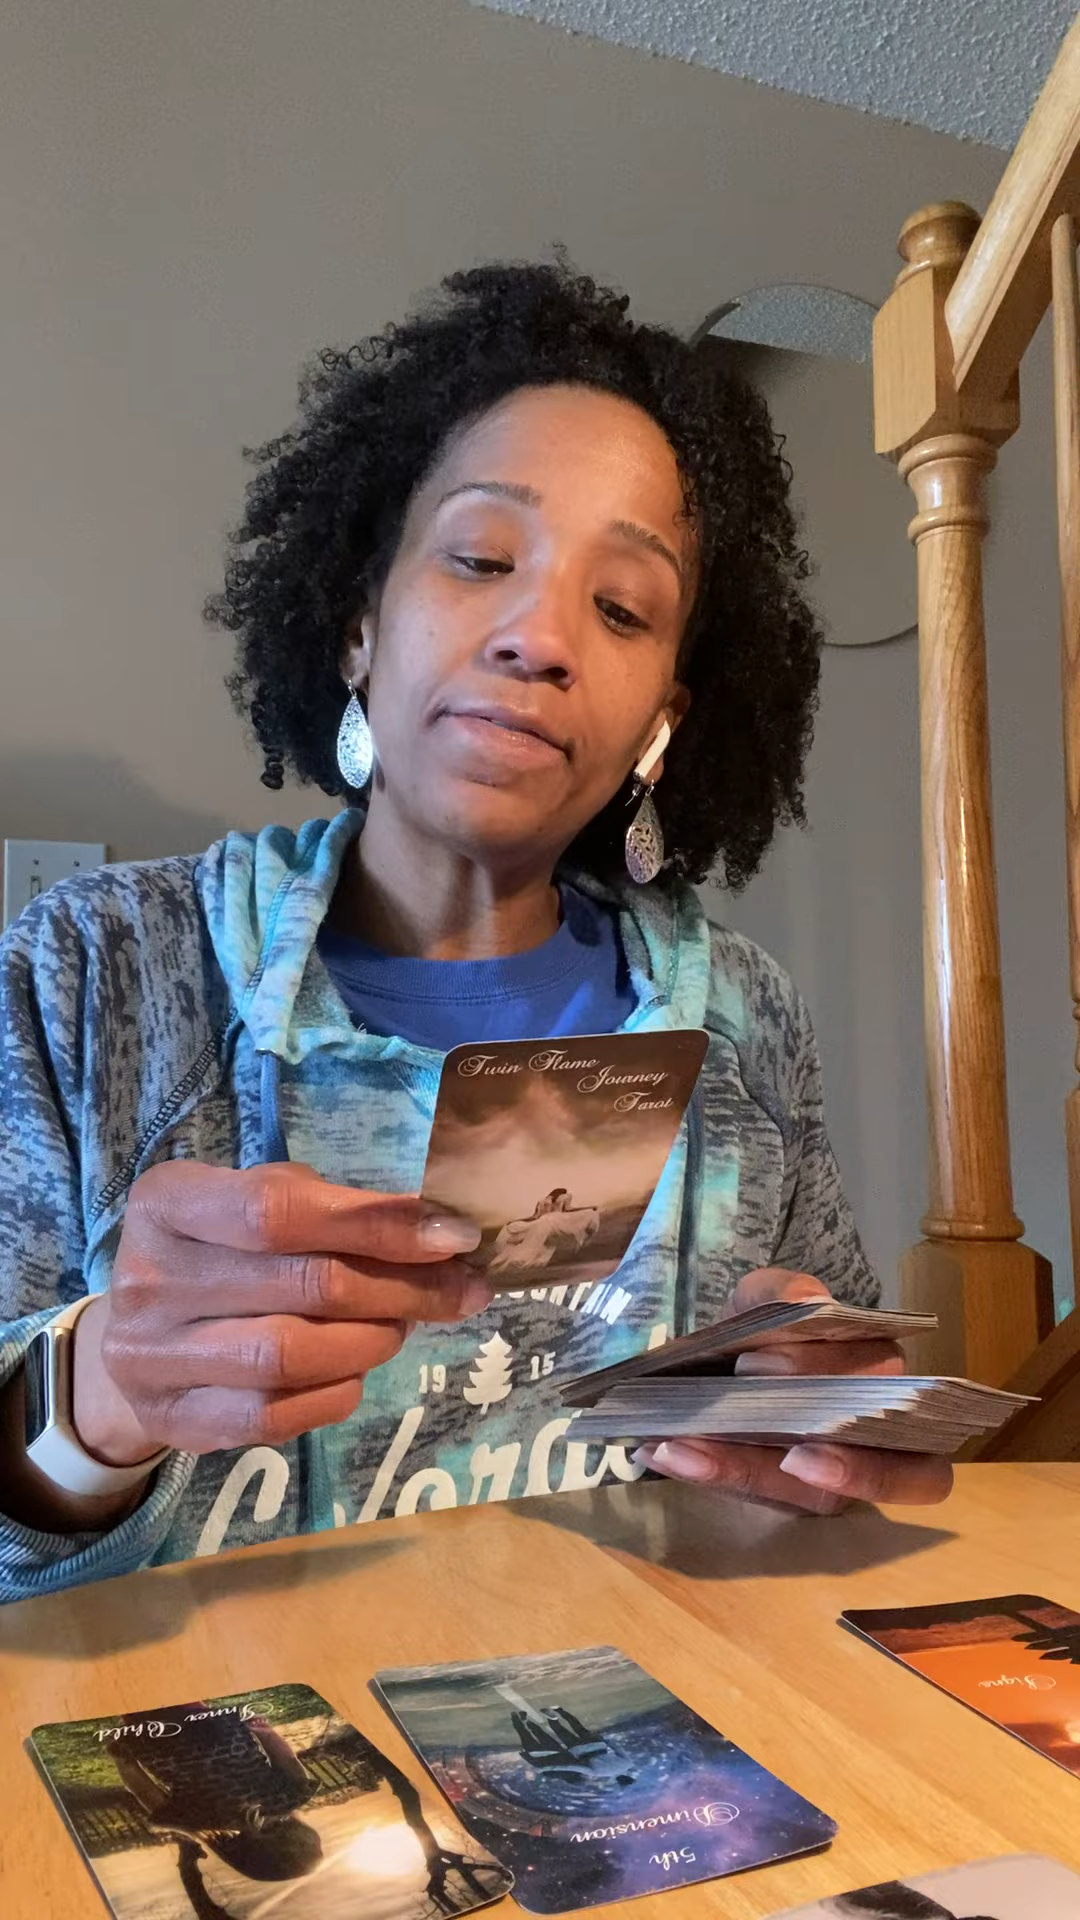 Twin Flame
Journey
Tarot
19 15
Signs
Inner Child
5th
Dimension